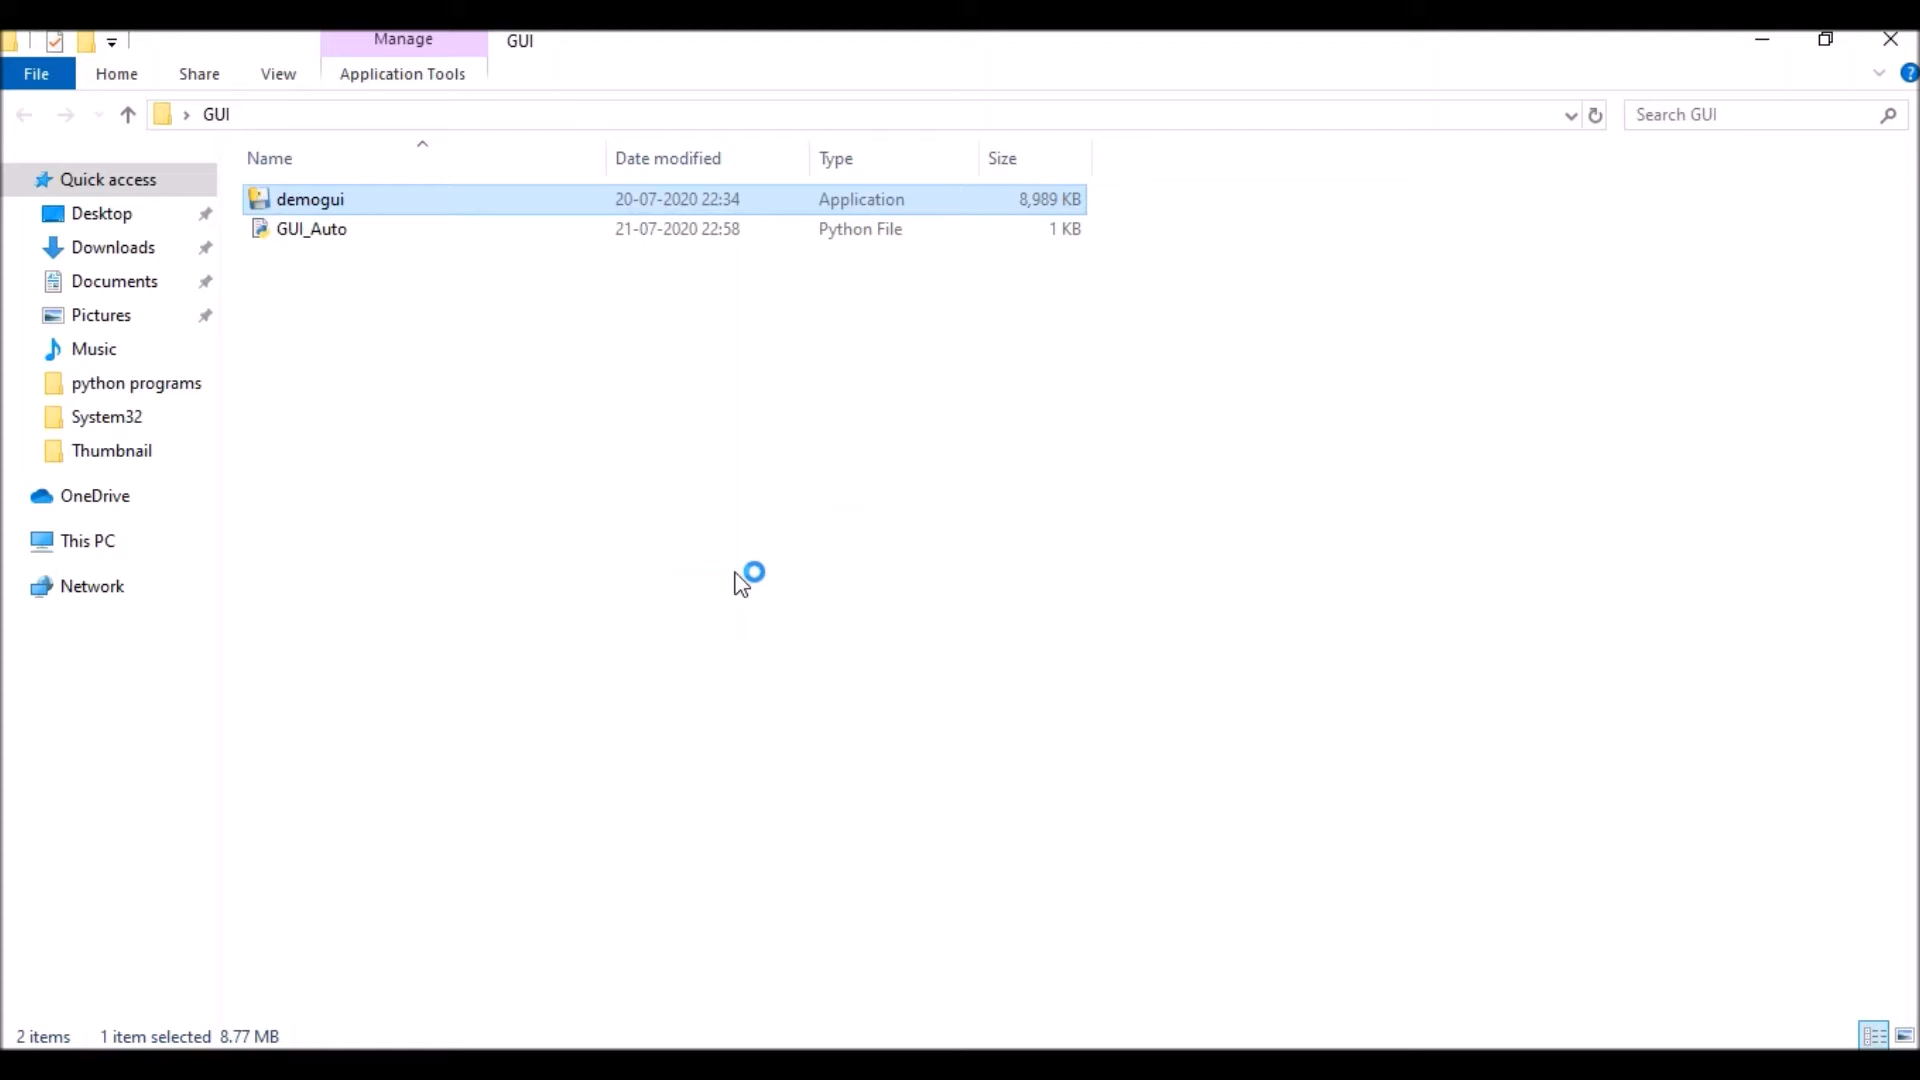 Manage GUI
File Home Share View Application Tools
GUI Search GUI
Name Date modified Type Size
Quick access
demogui 20-07-2020 22:34 Application 8,989 KB
Desktop
GUI_Auto 21-07-2020 22:58 Python File 1 KB
Downloads
Documents
Pictures
Music
python programs
System32
Thumbnail
OneDrive
This PC
Network
2 items 1 item selected 8.77 MB